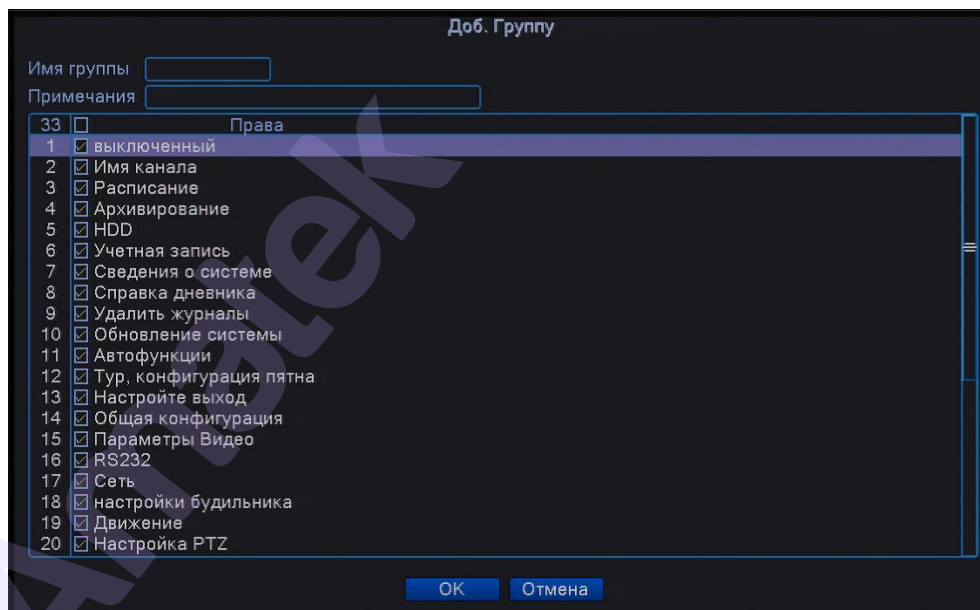 Доб. Группу
Имя группы
Примечания
33 Права
1 выключенный
2 Имя канала
3 Расписание
4 Архивирование
5 HDD
6 Учетная запись
7 Сведения о системе
8 Справка дневника
9 Удалить журналы
10 Обновление системы
11 Автофункции
12 Тур, конфигурация пятна
13 Настройте выход
14 Общая конфигурация
15 Параметры Видео
16 RS232
17 Сеть
18 настройки будильника
19 Движение
20 Настройка PTZ
OK Отмена
Amatek